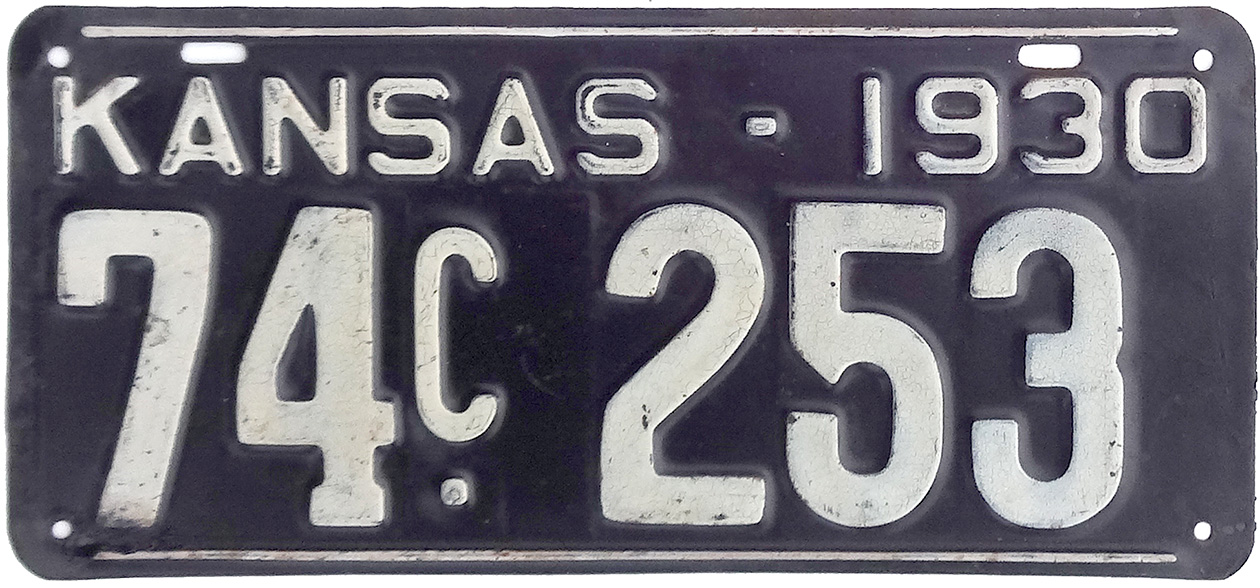 KANSAS - 1930
74C.253